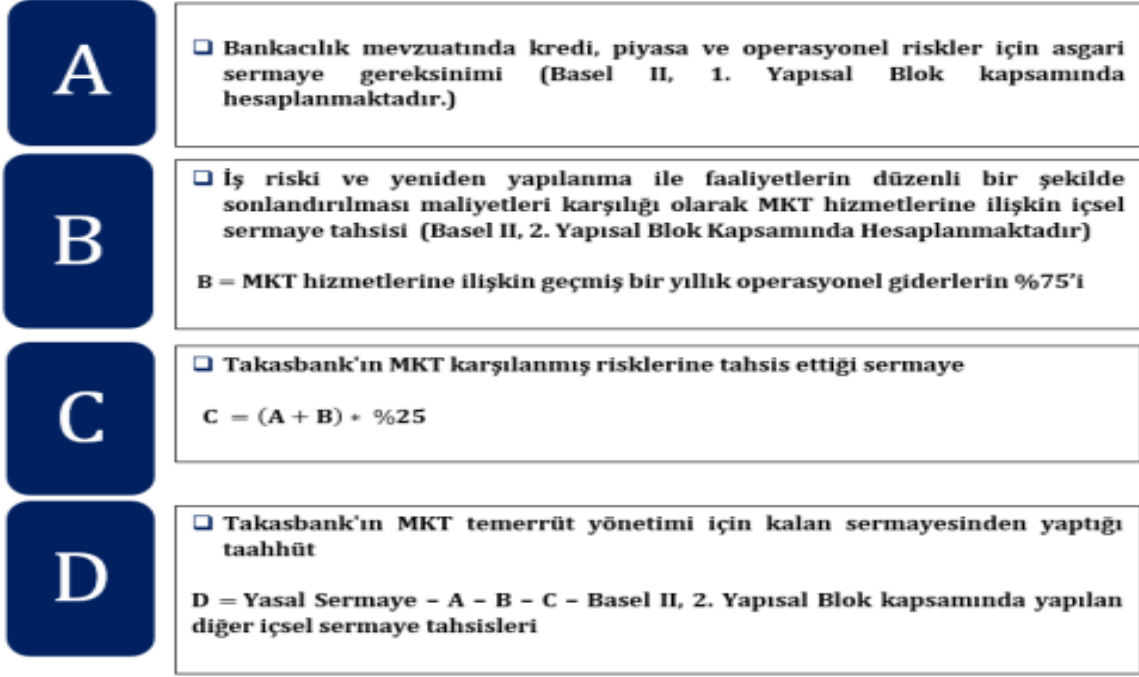 A
❑ Bankacılık mevzuatında kredi, piyasa ve operasyonel riskler için asgari
sermaye gereksinimi (Basel II, 1. Yapısal Blok kapsamında
hesaplanmaktadır.)
B
❑ İş riski ve yeniden yapılanma ile faaliyetlerin düzenli bir şekilde
sonlandırılması maliyetleri karşılığı olarak MKT hizmetlerine ilişkin içsel
sermaye tahsisi (Basel II, 2. Yapısal Blok Kapsamında Hesaplanmaktadır)
B = MKT hizmetlerine ilişkin geçmiş bir yıllık operasyonel giderlerin %75'i
C
❑ Takasbank'ın MKT karşılanmış risklerine tahsis ettiği sermaye
C = (A + B) * %25
D
❑ Takasbank'ın MKT temerrüt yönetimi için kalan sermayesinden yaptığı
taahhüt
D = Yasal Sermaye – A – B – C – Basel II, 2. Yapısal Blok kapsamında yapılan
diğer içsel sermaye tahsisleri